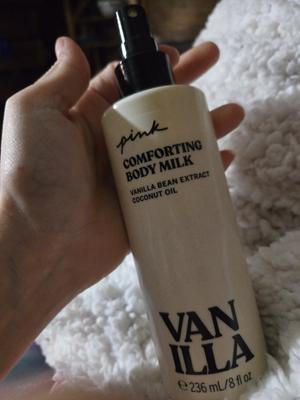 pink
COMFORTING
BODY MILK
VANILLA BEAN EXTRACT
COCONUT OIL
VAN
ILLA
℮ 236 mL/8 fl oz